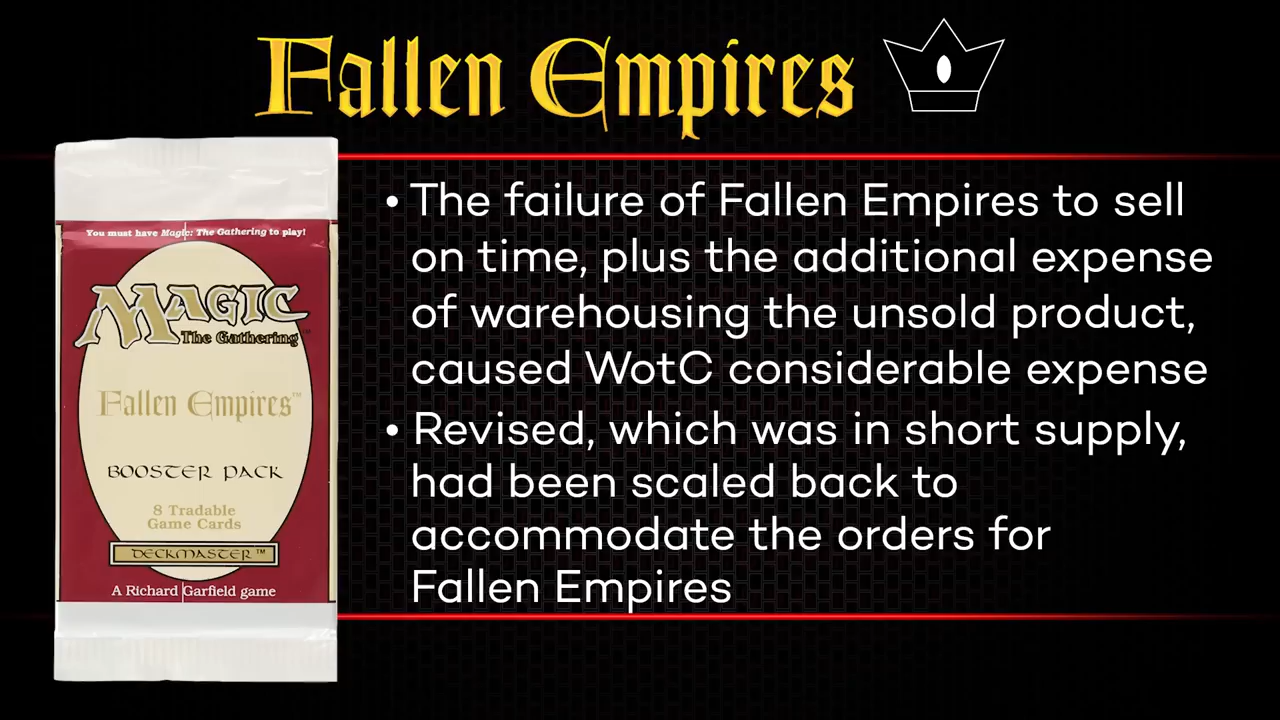 Fallen Empires
You must have Magic: The Gathering to play!
MAGIC
The Gathering™
Fallen Empires™
BOOSTER PACK
8 Tradable
Game Cards
DECKMASTER™
A Richard Garfield game
• The failure of Fallen Empires to sell
on time, plus the additional expense
of warehousing the unsold product,
caused WotC considerable expense
• Revised, which was in short supply,
had been scaled back to
accommodate the orders for
Fallen Empires